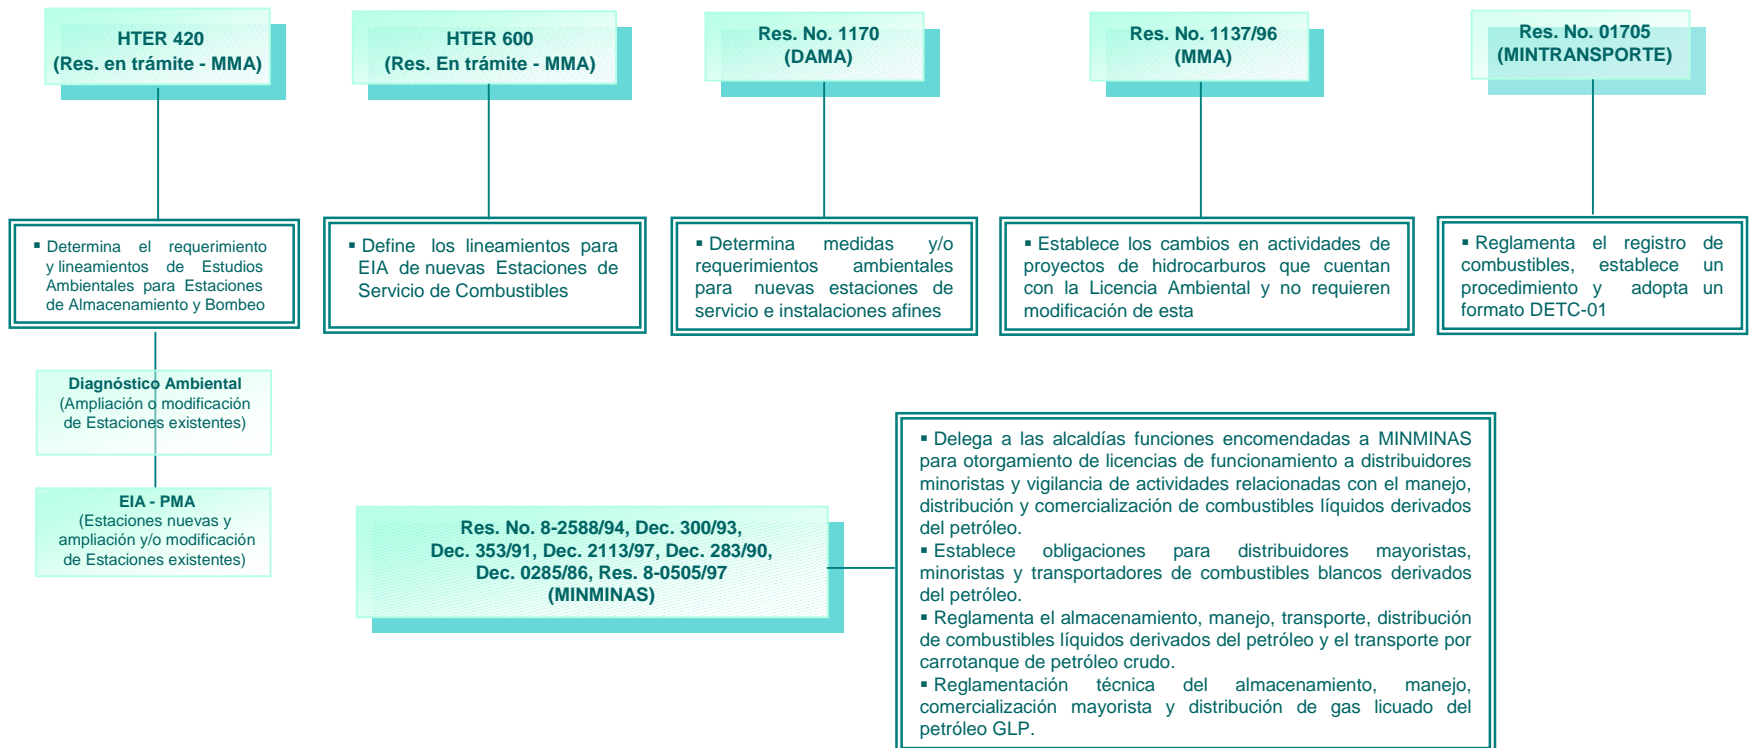 HTER 420
(Res. en trámite - MMA)
HTER 600
(Res. En trámite - MMA)
Res. No. 1170
(DAMA)
Res. No. 1137/96
(MMA)
Res. No. 01705
(MINTRANSPORTE)
▪ Determina el requerimiento
y lineamientos de Estudios
Ambientales para Estaciones
de Almacenamiento y Bombeo
▪ Define los lineamientos para
EIA de nuevas Estaciones de
Servicio de Combustibles
▪ Determina medidas y/o
requerimientos ambientales
para nuevas estaciones de
servicio e instalaciones afines
▪ Establece los cambios en actividades de
proyectos de hidrocarburos que cuentan
con la Licencia Ambiental y no requieren
modificación de esta
▪ Reglamenta el registro de
combustibles, establece un
procedimiento y adopta un
formato DETC-01
Diagnóstico Ambiental
(Ampliación o modificación
de Estaciones existentes)
EIA - PMA
(Estaciones nuevas y
ampliación y/o modificación
de Estaciones existentes)
Res. No. 8-2588/94, Dec. 300/93,
Dec. 353/91, Dec. 2113/97, Dec. 283/90,
Dec. 0285/86, Res. 8-0505/97
(MINMINAS)
▪ Delega a las alcaldías funciones encomendadas a MINMINAS
para otorgamiento de licencias de funcionamiento a distribuidores
minoristas y vigilancia de actividades relacionadas con el manejo,
distribución y comercialización de combustibles líquidos derivados
del petróleo.
▪ Establece obligaciones para distribuidores mayoristas,
minoristas y transportadores de combustibles blancos derivados
del petróleo.
▪ Reglamenta el almacenamiento, manejo, transporte, distribución
de combustibles líquidos derivados del petróleo y el transporte por
carrotanque de petróleo crudo.
▪ Reglamentación técnica del almacenamiento, manejo,
comercialización mayorista y distribución de gas licuado del
petróleo GLP.